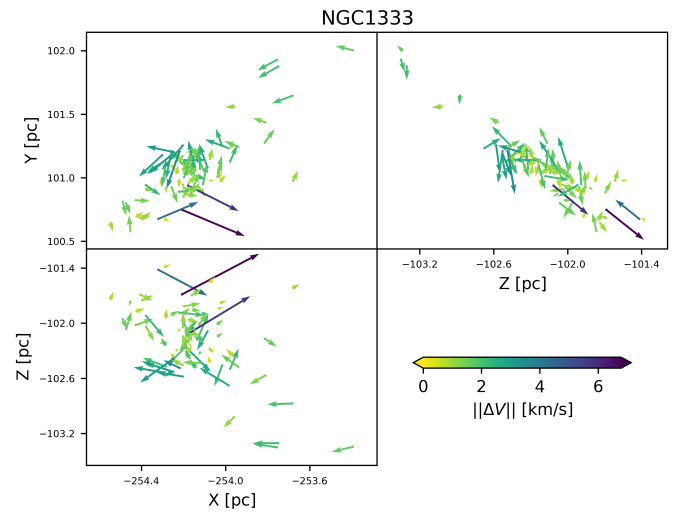 NGC1333
102.0
101.5
101.0
100.5
Y [pc]
−103.2 −102.6 −102.0 −101.4
Z [pc]
−101.4
−102.0
−102.6
−103.2
Z [pc]
−254.4 −254.0 −253.6
X [pc]
0 2 4 6
||ΔV|| [km/s]